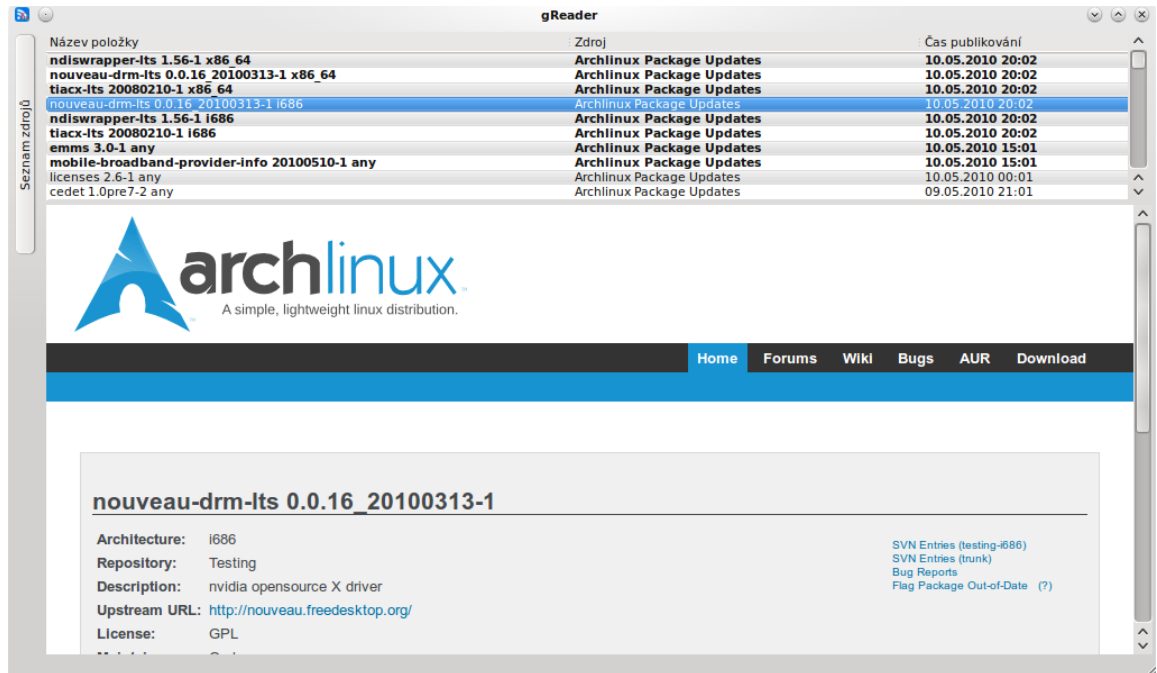 gReader
Seznam zdrojů
Název položky Zdroj Čas publikování
ndiswrapper-lts 1.56-1 x86_64 Archlinux Package Updates 10.05.2010 20:02
nouveau-drm-lts 0.0.16_20100313-1 x86_64 Archlinux Package Updates 10.05.2010 20:02
tiacx-lts 20080210-1 x86_64 Archlinux Package Updates 10.05.2010 20:02
nouveau-drm-lts 0.0.16_20100313-1 i686 Archlinux Package Updates 10.05.2010 20:02
ndiswrapper-lts 1.56-1 i686 Archlinux Package Updates 10.05.2010 20:02
tiacx-lts 20080210-1 i686 Archlinux Package Updates 10.05.2010 20:02
emms 3.0-1 any Archlinux Package Updates 10.05.2010 15:01
mobile-broadband-provider-info 20100510-1 any Archlinux Package Updates 10.05.2010 15:01
licenses 2.6-1 any Archlinux Package Updates 10.05.2010 00:01
cedet 1.0pre7-2 any Archlinux Package Updates 09.05.2010 21:01
archlinux
A simple, lightweight linux distribution.
Home Forums Wiki Bugs AUR Download
nouveau-drm-lts 0.0.16_20100313-1
Architecture: i686
Repository: Testing
Description: nvidia opensource X driver
Upstream URL: http://nouveau.freedesktop.org/
License: GPL
SVN Entries (testing-i686)
SVN Entries (trunk)
Bug Reports
Flag Package Out-of-Date (?)